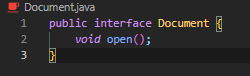 Document.java
1 public interface Document {
2 void open();
3 }